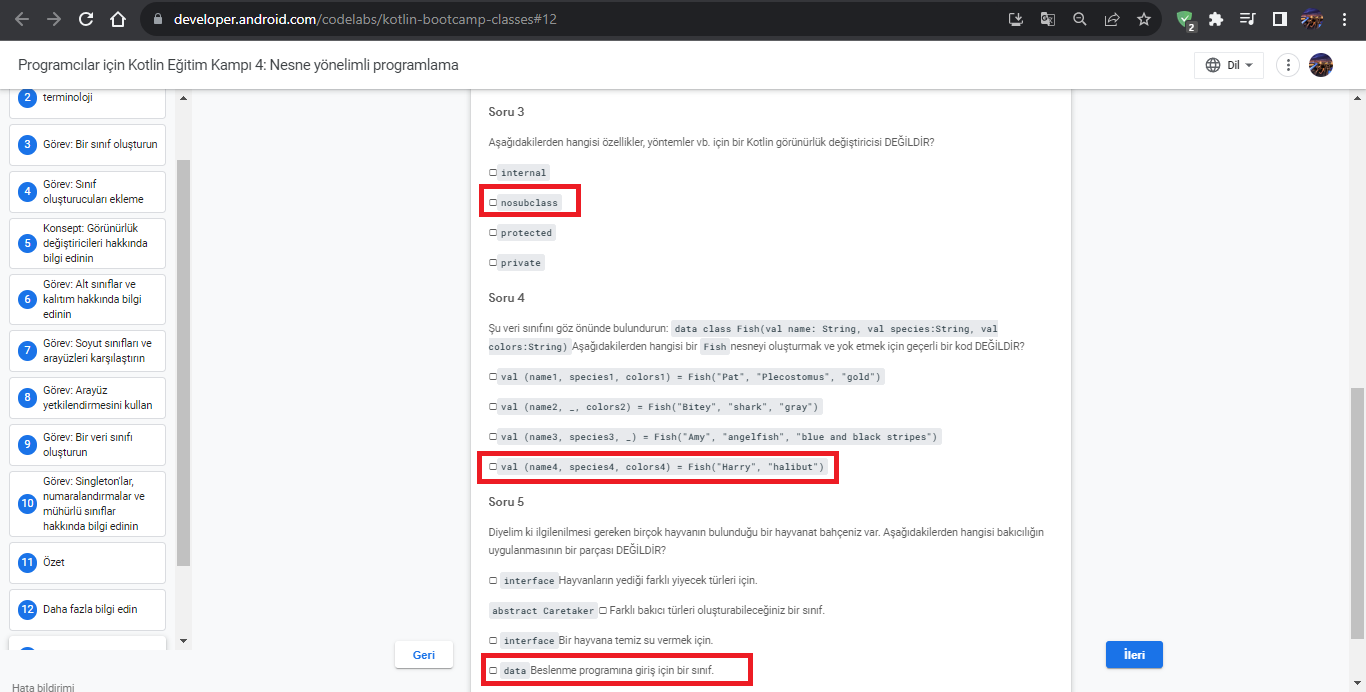 developer.android.com/codelabs/kotlin-bootcamp-classes#12
2
Programcılar için Kotlin Eğitim Kampı 4: Nesne yönelimli programlama
Dil
2 terminoloji
3 Görev: Bir sınıf oluşturun
4 Görev: Sınıf
oluşturucuları ekleme
5 Konsept: Görünürlük
değiştiricileri hakkında
bilgi edinin
6 Görev: Alt sınıflar ve
kalıtım hakkında bilgi
edinin
7 Görev: Soyut sınıfları ve
arayüzleri karşılaştırın
8 Görev: Arayüz
yetkilendirmesini kullan
9 Görev: Bir veri sınıfı
oluşturun
10 Görev: Singleton'lar,
numaralandırmalar ve
mühürlü sınıflar
hakkında bilgi edinin
11 Özet
12 Daha fazla bilgi edin
Hata bildirimi
Soru 3
Aşağıdakilerden hangisi özellikler, yöntemler vb. için bir Kotlin görünürlük değiştiricisi DEĞİLDİR?
internal
nosubclass
protected
private
Soru 4
Şu veri sınıfını göz önünde bulundurun: data class Fish(val name: String, val species:String, val
colors:String) Aşağıdakilerden hangisi bir Fish nesneyi oluşturmak ve yok etmek için geçerli bir kod DEĞİLDİR?
val (name1, species1, colors1) = Fish("Pat", "Plecostomus", "gold")
val (name2, _, colors2) = Fish("Bitey", "shark", "gray")
val (name3, species3, _) = Fish("Amy", "angelfish", "blue and black stripes")
val (name4, species4, colors4) = Fish("Harry", "halibut")
Soru 5
Diyelim ki ilgilenilmesi gereken birçok hayvanın bulunduğu bir hayvanat bahçeniz var. Aşağıdakilerden hangisi bakıcılığın
uygulanmasının bir parçası DEĞİLDİR?
interface Hayvanların yediği farklı yiyecek türleri için.
abstract Caretaker Farklı bakıcı türleri oluşturabileceğiniz bir sınıf.
interface Bir hayvana temiz su vermek için.
data Beslenme programına giriş için bir sınıf.
Geri
İleri